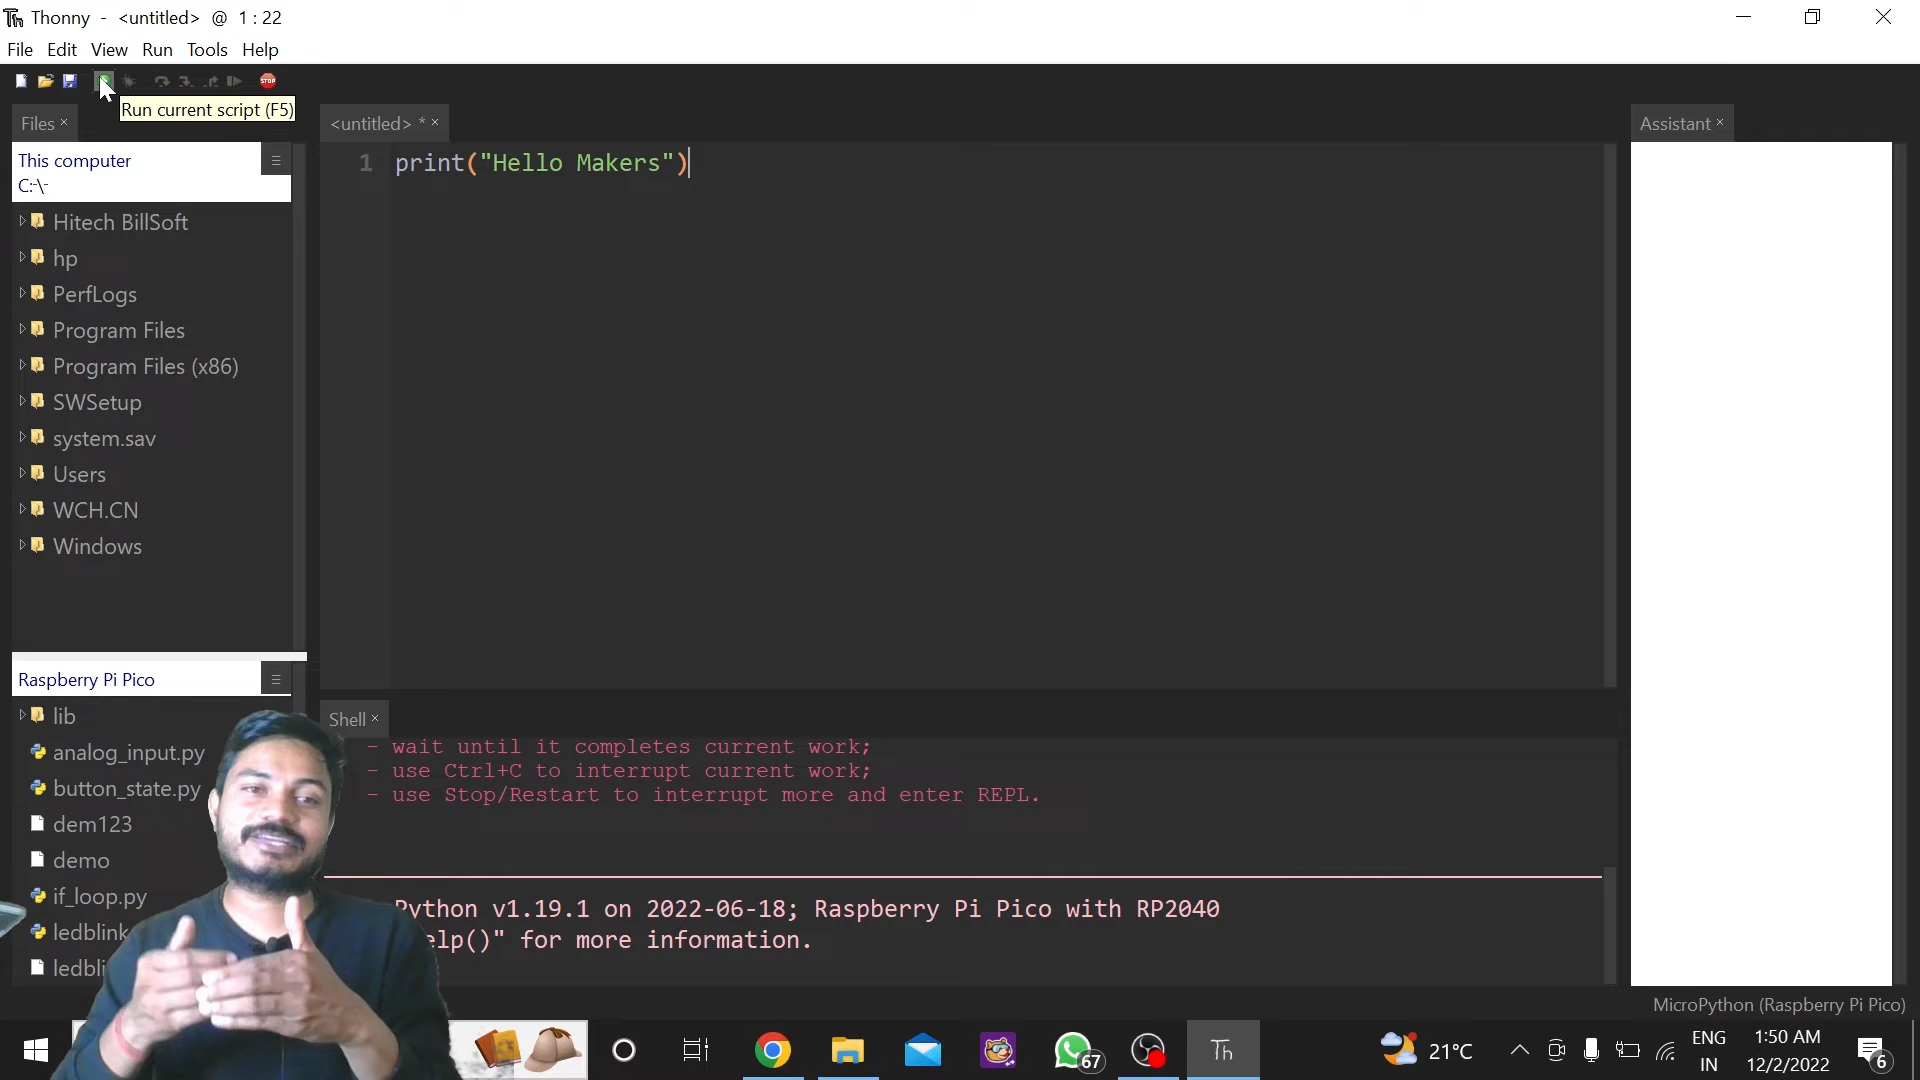 Thonny - <untitled> @ 1 : 22
File Edit View Run Tools Help
STOP
Run current script (F5)
Files ×
<untitled> * ×
Assistant ×
This computer
C:\
1 print("Hello Makers")
Hitech BillSoft
hp
PerfLogs
Program Files
Program Files (x86)
SWSetup
system.sav
Users
WCH.CN
Windows
Raspberry Pi Pico
lib
analog_input.py
button_state.py
dem123
demo
if_loop.py
ledblink
ledbli
Shell ×
- wait until it completes current work;
- use Ctrl+C to interrupt current work;
- use Stop/Restart to interrupt more and enter REPL.
Python v1.19.1 on 2022-06-18; Raspberry Pi Pico with RP2040
elp()" for more information.
MicroPython (Raspberry Pi Pico)
67
Th
21°C
ENG
IN
1:50 AM
12/2/2022
6